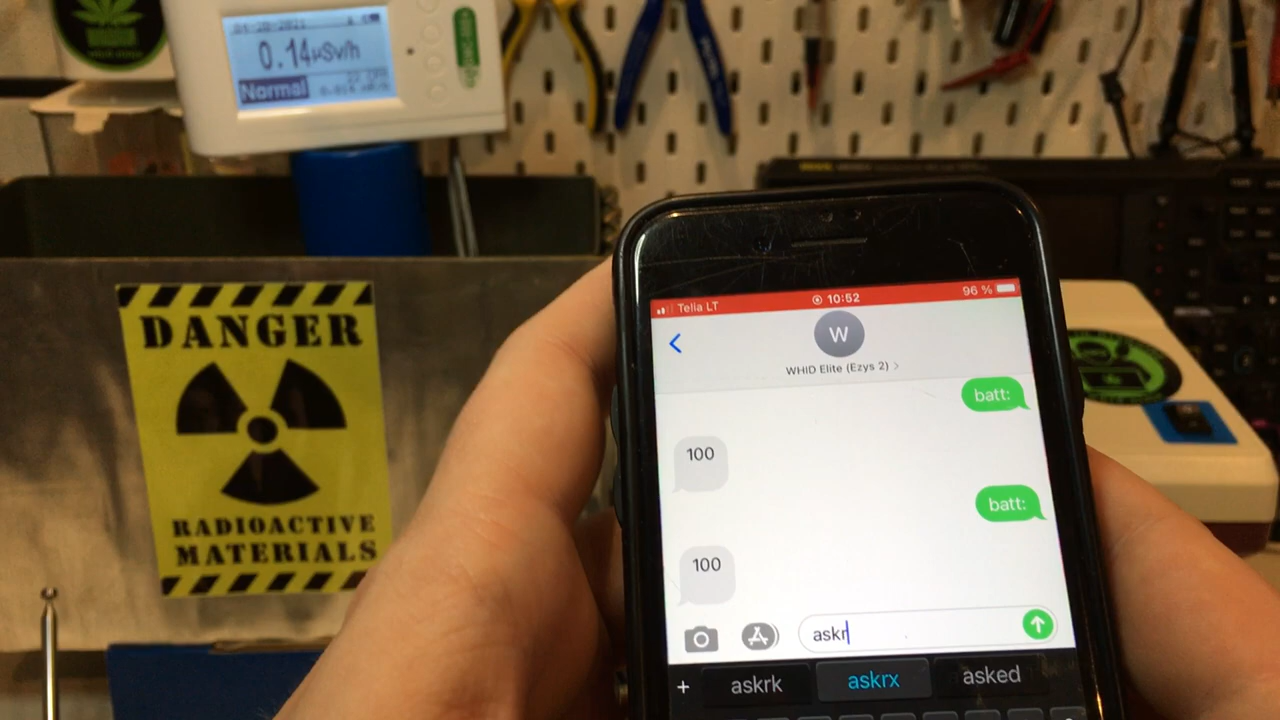 04-20-2021
0.14µSv/h
Normal
DANGER
RADIOACTIVE
MATERIALS
Telia LT
10:52
96 %
W
WHID Elite (Ezys 2)
batt:
100
batt:
100
askr
askrk
askrx
asked